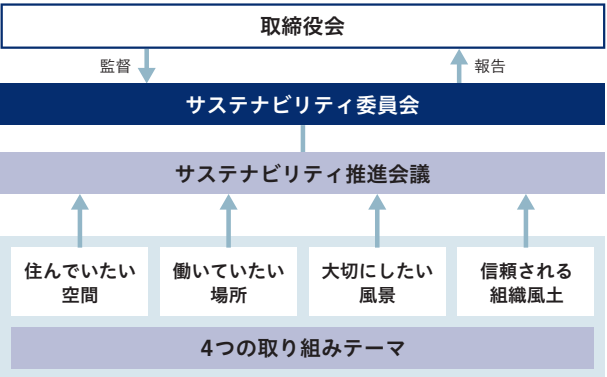 取締役会
監督
報告
サステナビリティ委員会
サステナビリティ推進会議
住んでいたい
空間
働いていたい
場所
大切にしたい
風景
信頼される
組織風土
4つの取り組みテーマ